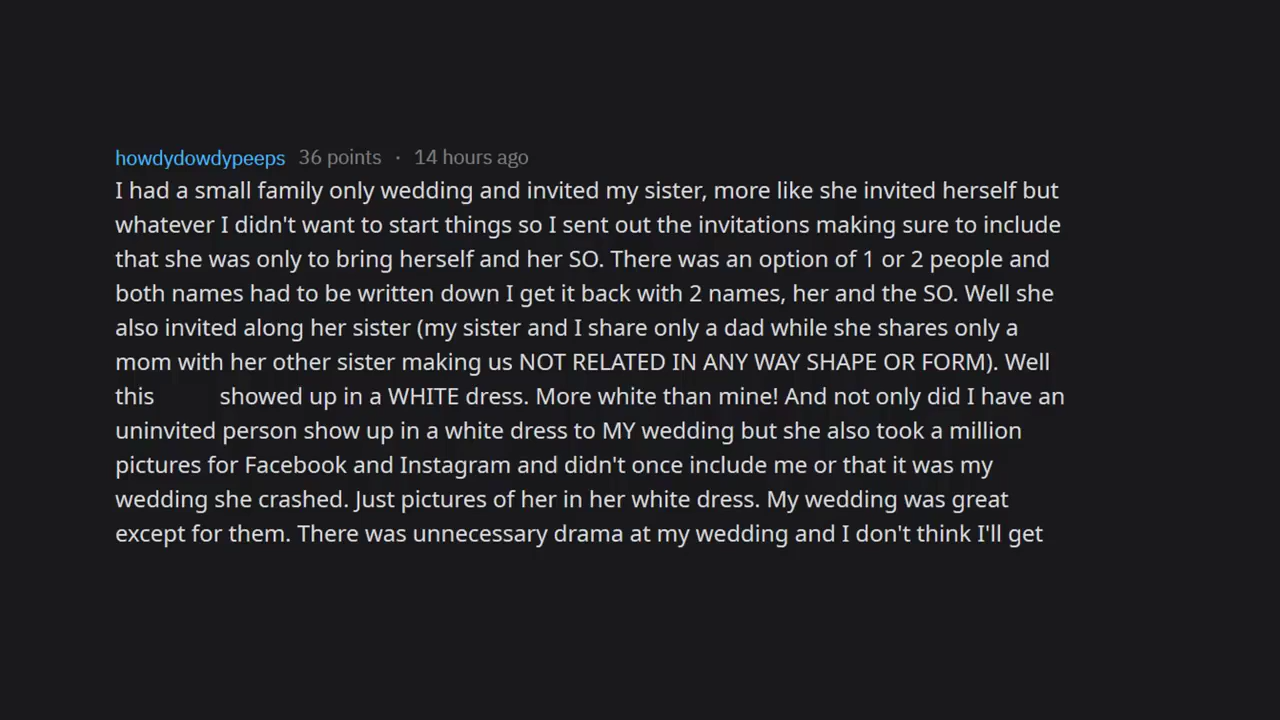 howdydowdypeeps 36 points · 14 hours ago
I had a small family only wedding and invited my sister, more like she invited herself but
whatever I didn't want to start things so I sent out the invitations making sure to include
that she was only to bring herself and her SO. There was an option of 1 or 2 people and
both names had to be written down I get it back with 2 names, her and the SO. Well she
also invited along her sister (my sister and I share only a dad while she shares only a
mom with her other sister making us NOT RELATED IN ANY WAY SHAPE OR FORM). Well
this showed up in a WHITE dress. More white than mine! And not only did I have an
uninvited person show up in a white dress to MY wedding but she also took a million
pictures for Facebook and Instagram and didn't once include me or that it was my
wedding she crashed. Just pictures of her in her white dress. My wedding was great
except for them. There was unnecessary drama at my wedding and I don't think I'll get